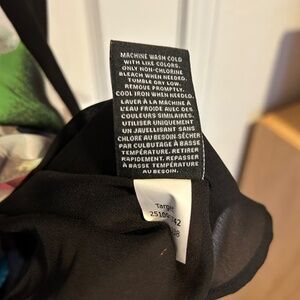 MACHINE WASH COLD
WITH LIKE COLORS.
ONLY NON-CHLORINE
BLEACH WHEN NEEDED.
TUMBLE DRY LOW.
REMOVE PROMPTLY.
COOL IRON WHEN NEEDED.
LAVER À LA MACHINE À
L'EAU FROIDE AVEC DES
COULEURS SIMILAIRES.
UTILISER UNIQUEMENT
UN JAVELLISANT SANS
CHLORE AU BESOIN. SÉCHER
PAR CULBUTAGE À BASSE
TEMPÉRATURE. RETIRER
RAPIDEMENT. REPASSER
À BASSE TEMPÉRATURE
AU BESOIN.